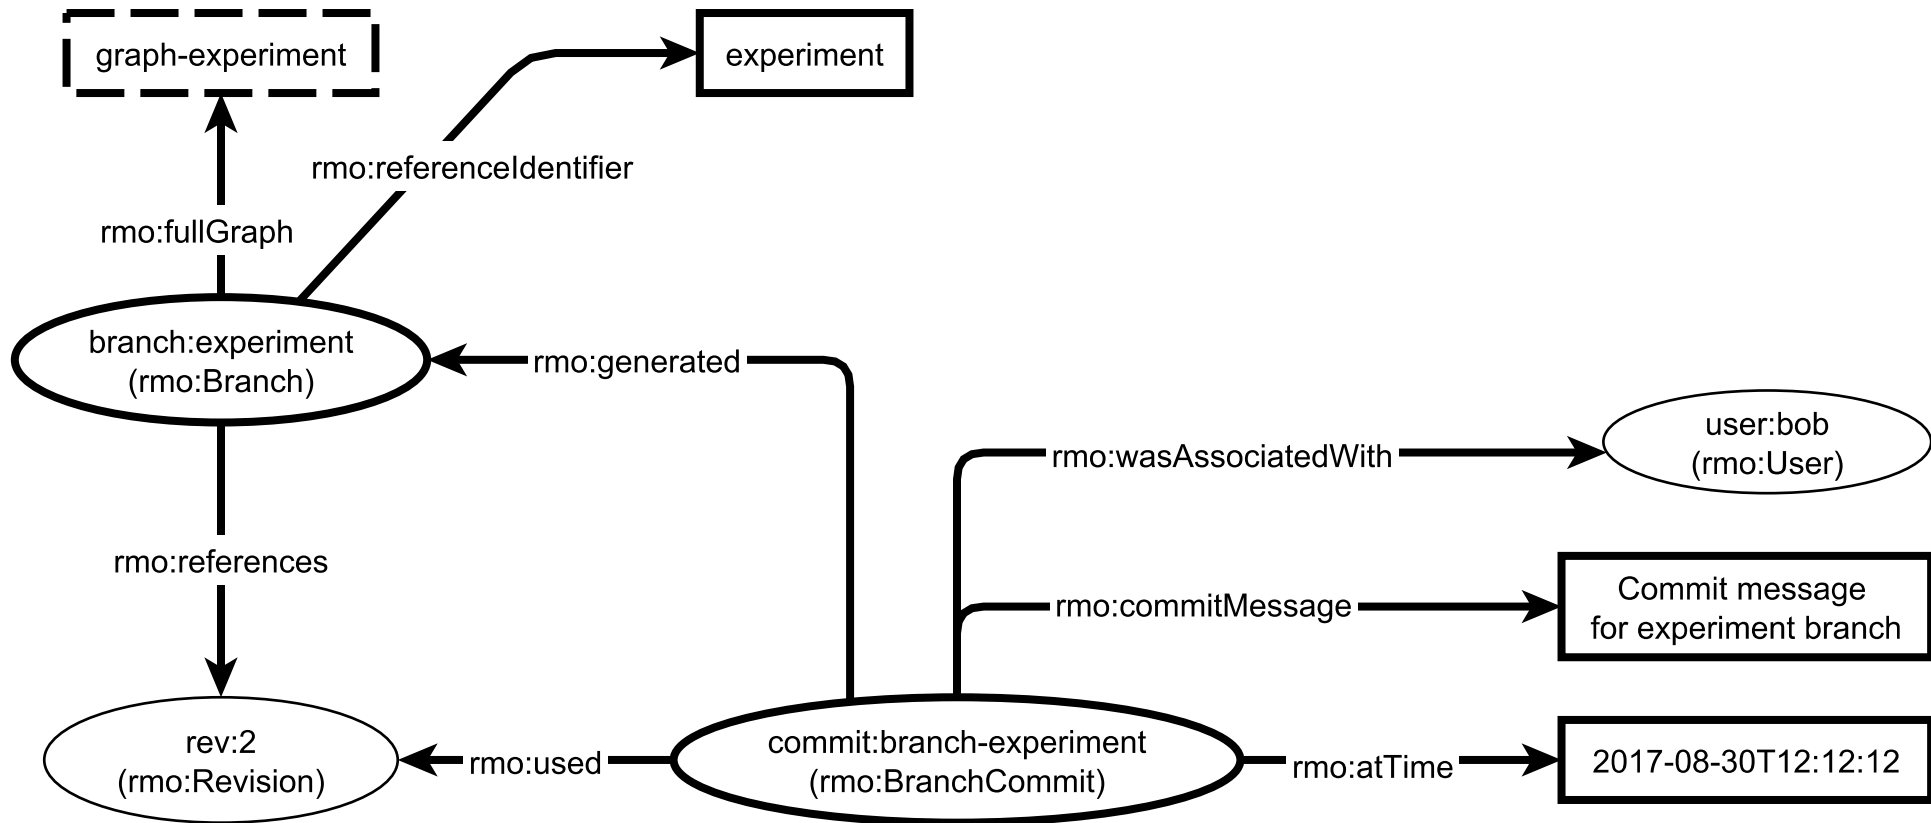 graph-experiment
experiment
rmo:referenceIdentifier
rmo:fullGraph
branch:experiment
(rmo:Branch)
rmo:generated
user:bob
(rmo:User)
rmo:wasAssociatedWith
rmo:references
rmo:commitMessage
Commit message
for experiment branch
rev:2
(rmo:Revision)
rmo:used
commit:branch-experiment
(rmo:BranchCommit)
rmo:atTime
2017-08-30T12:12:12